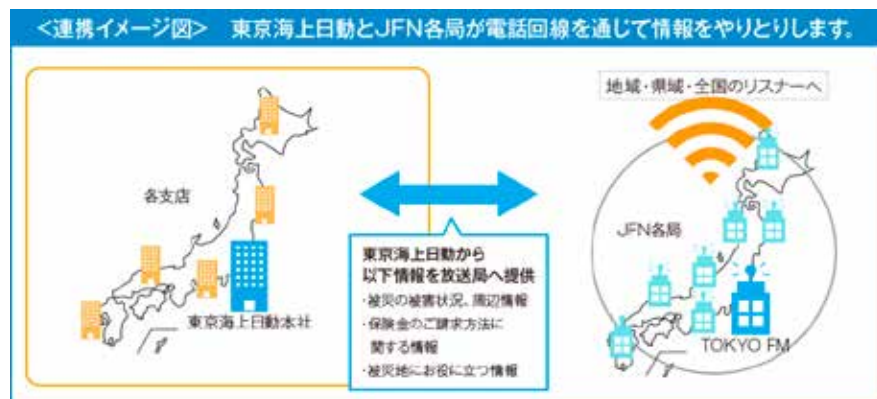 <連携イメージ図> 東京海上日動とJFN各局が電話回線を通じて情報をやりとりします。
各支店
東京海上日動本社
東京海上日動から
以下情報を放送局へ提供
・被災の被害状況、周辺情報
・保険金のご請求方法に
関する情報
・被災地にお役に立つ情報
地域・県域・全国のリスナーへ
JFN各局
TOKYO FM